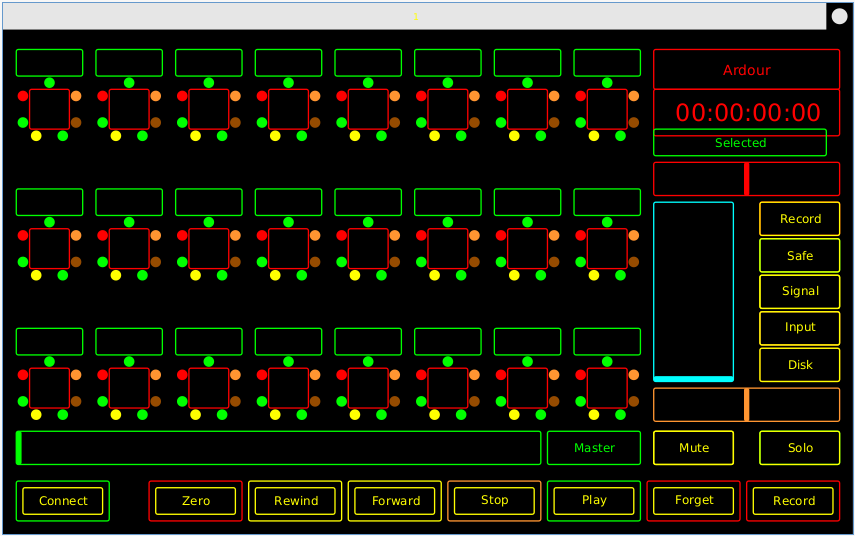 Ardour
00:00:00:00
Selected
Record
Safe
Signal
Input
Disk
Master
Mute
Solo
Connect
Zero
Rewind
Forward
Stop
Play
Forget
Record